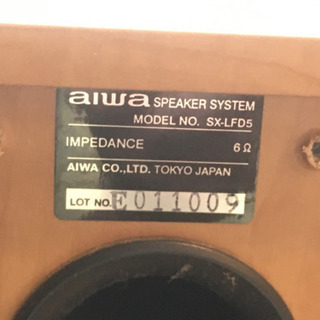 aiwa SPEAKER SYSTEM
MODEL NO. SX-LFD5
IMPEDANCE 6Ω
AIWA CO.,LTD. TOKYO JAPAN
LOT NO. E011009